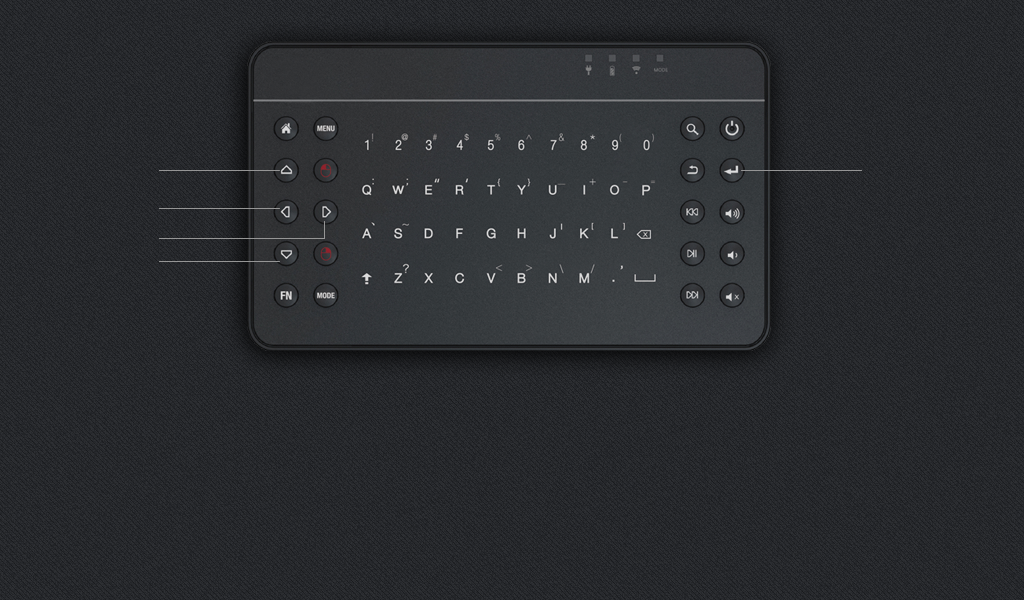 MODE
MENU
1 ! 2 @ 3 # 4 $ 5 % 6 ^ 7 & 8 * 9 ( 0 )
Q W E R T { Y } U I + O P
A S ~ D F G H J K [ L ]
Z ? X C V < B > N \ M / . ,
FN MODE